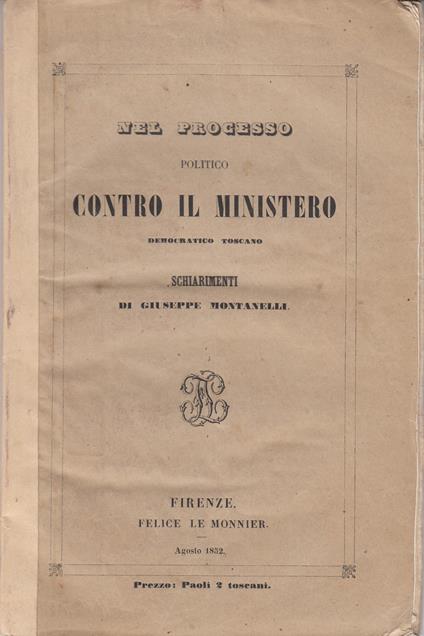 NEL PROCESSO
POLITICO
CONTRO IL MINISTERO
DEMOCRATICO TOSCANO
SCHIARIMENTI
DI GIUSEPPE MONTANELLI.
FIRENZE.
FELICE LE MONNIER.
Agosto 1852.
Prezzo: Paoli 2 toscani.